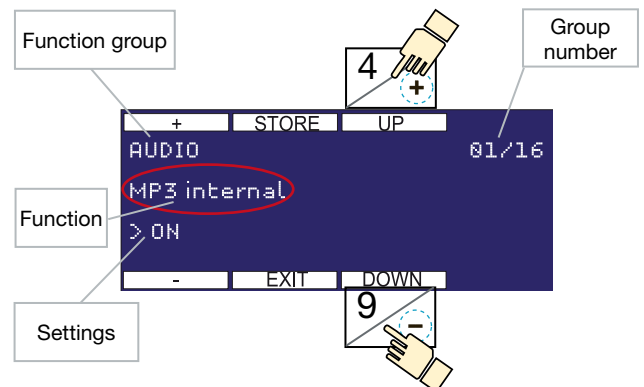 Function group
Group
number
4
+
+ STORE UP
AUDIO 01/16
MP3 internal
Function
> ON
- EXIT DOWN
9
-
Settings